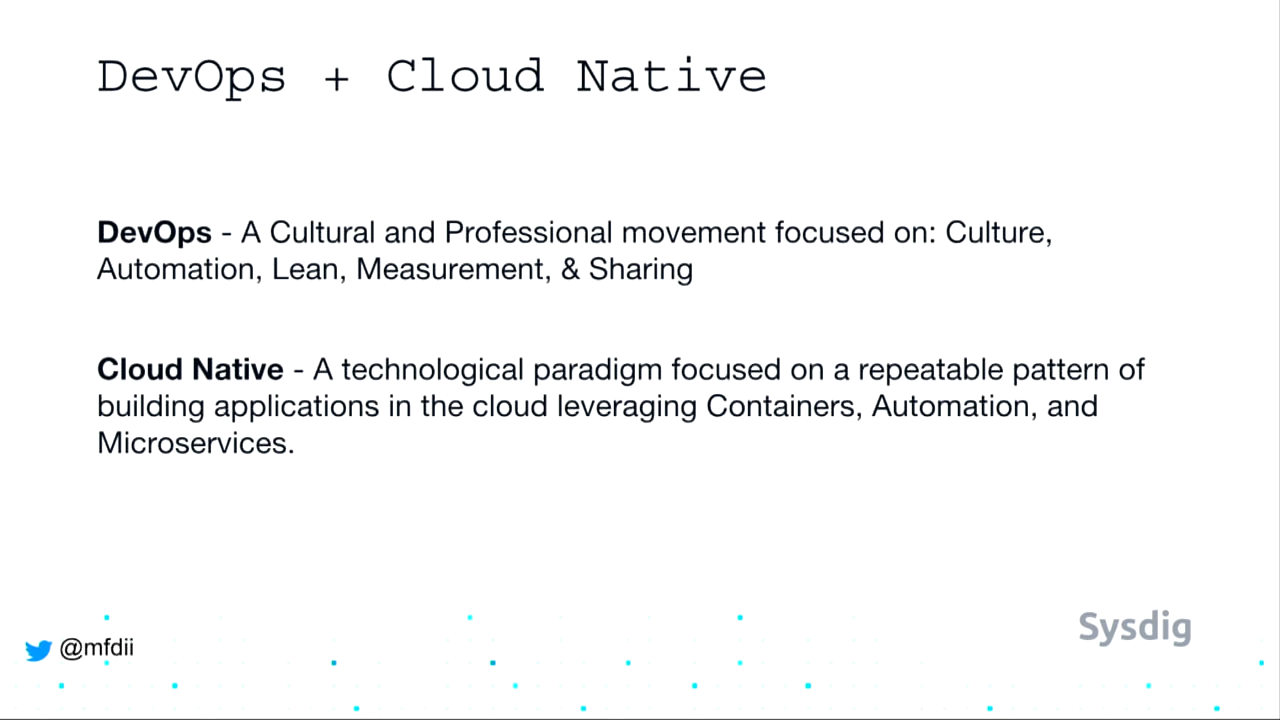 DevOps + Cloud Native
DevOps - A Cultural and Professional movement focused on: Culture,
Automation, Lean, Measurement, & Sharing
Cloud Native - A technological paradigm focused on a repeatable pattern of
building applications in the cloud leveraging Containers, Automation, and
Microservices.
@mfdii
Sysdig